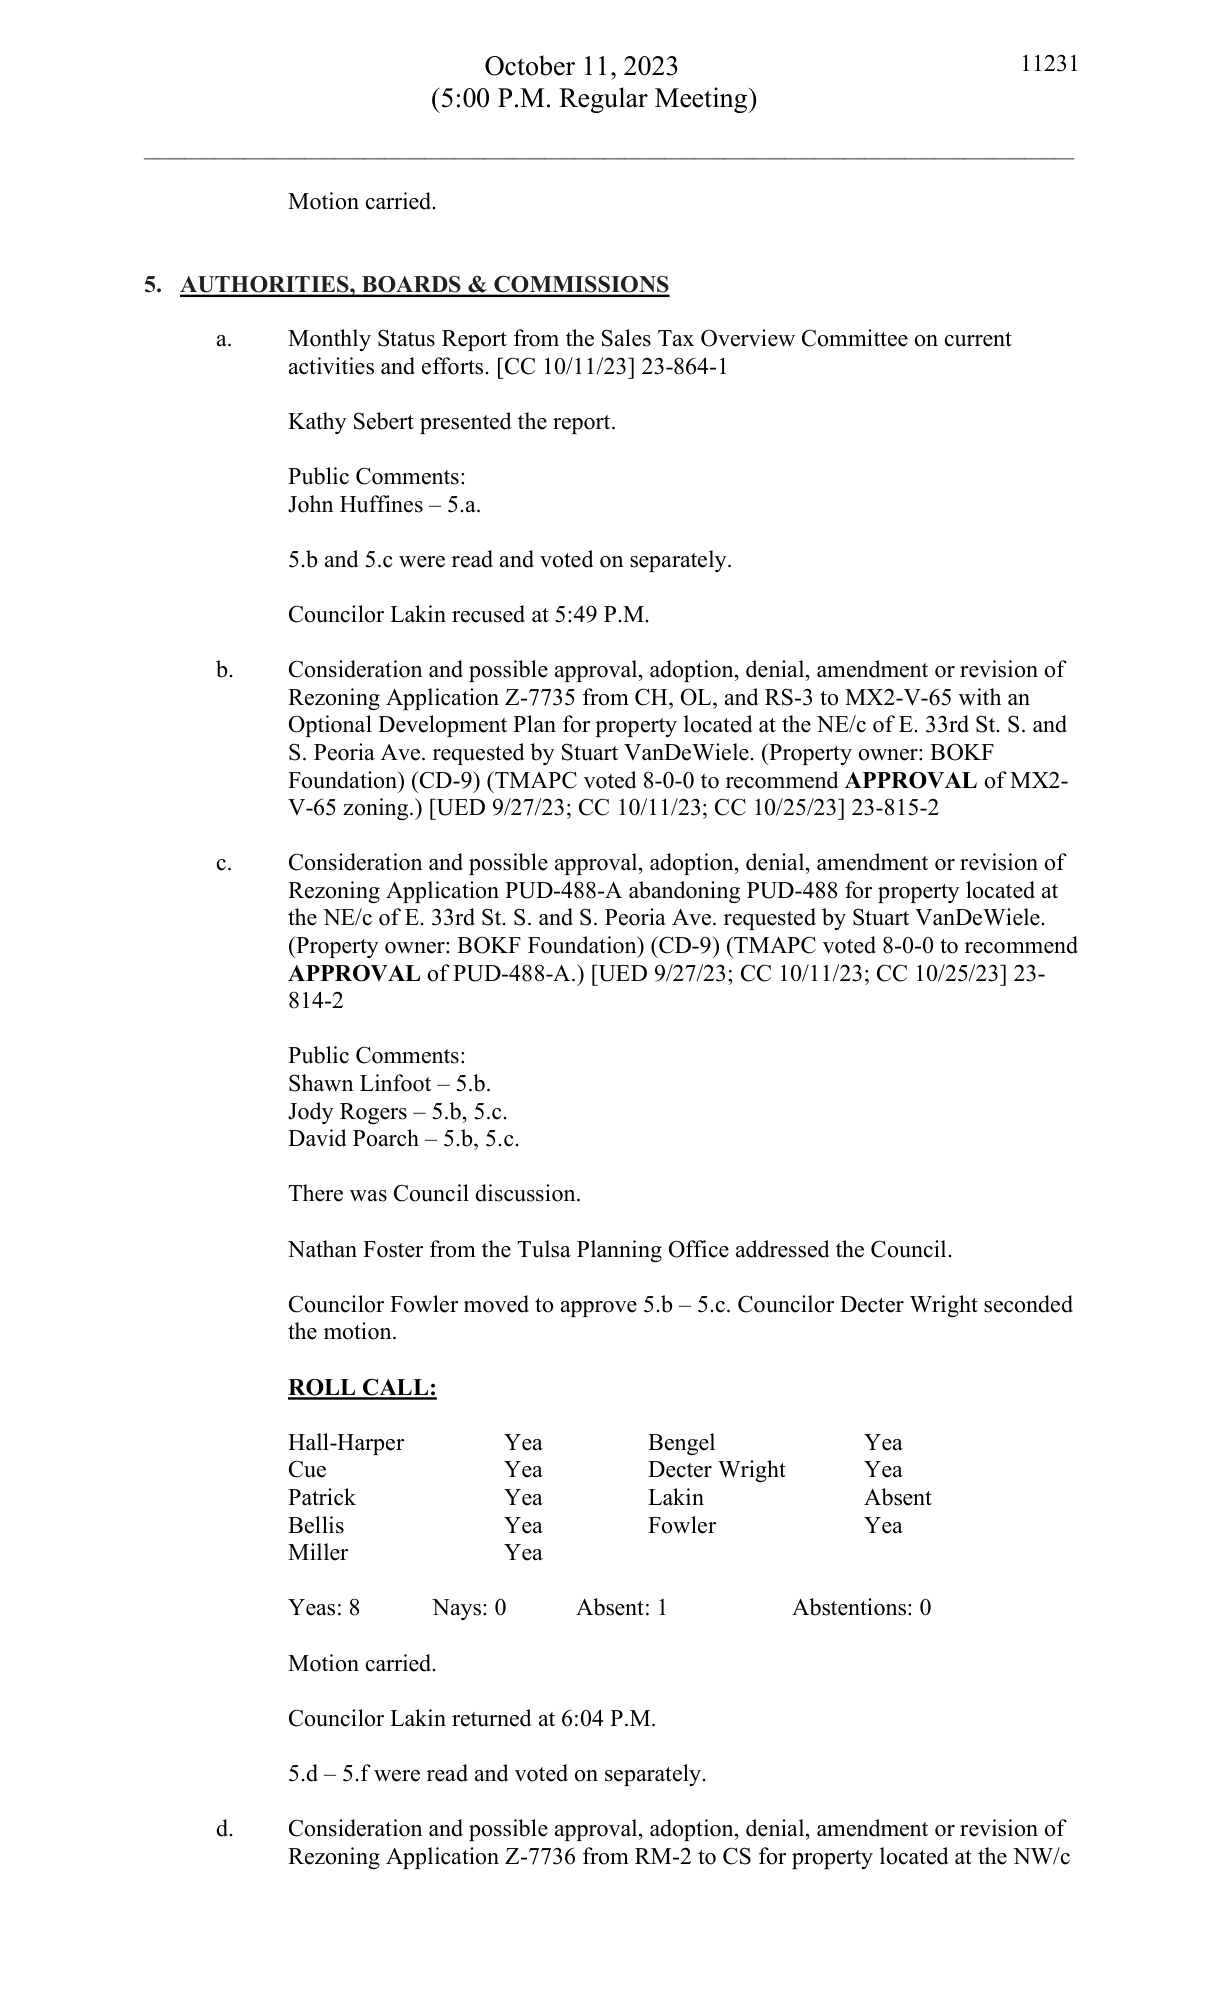 October 11, 2023
11231
(5:00 P.M. Regular Meeting)
Motion carried.
5. AUTHORITIES, BOARDS & COMMISSIONS
a. Monthly Status Report from the Sales Tax Overview Committee on current
activities and efforts. [CC 10/11/23] 23-864-1
Kathy Sebert presented the report.
Public Comments:
John Huffines – 5.a.
5.b and 5.c were read and voted on separately.
Councilor Lakin recused at 5:49 P.M.
b. Consideration and possible approval, adoption, denial, amendment or revision of
Rezoning Application Z-7735 from CH, OL, and RS-3 to MX2-V-65 with an
Optional Development Plan for property located at the NE/c of E. 33rd St. S. and
S. Peoria Ave. requested by Stuart VanDeWiele. (Property owner: BOKF
Foundation) (CD-9) (TMAPC voted 8-0-0 to recommend APPROVAL of MX2-
V-65 zoning.) [UED 9/27/23; CC 10/11/23; CC 10/25/23] 23-815-2
c. Consideration and possible approval, adoption, denial, amendment or revision of
Rezoning Application PUD-488-A abandoning PUD-488 for property located at
the NE/c of E. 33rd St. S. and S. Peoria Ave. requested by Stuart VanDeWiele.
(Property owner: BOKF Foundation) (CD-9) (TMAPC voted 8-0-0 to recommend
APPROVAL of PUD-488-A.) [UED 9/27/23; CC 10/11/23; CC 10/25/23] 23-
814-2
Public Comments:
Shawn Linfoot – 5.b.
Jody Rogers – 5.b, 5.c.
David Poarch – 5.b, 5.c.
There was Council discussion.
Nathan Foster from the Tulsa Planning Office addressed the Council.
Councilor Fowler moved to approve 5.b – 5.c. Councilor Decter Wright seconded
the motion.
ROLL CALL:
Hall-Harper Yea Bengel Yea
Cue Yea Decter Wright Yea
Patrick Yea Lakin Absent
Bellis Yea Fowler Yea
Miller Yea
Yeas: 8 Nays: 0 Absent: 1 Abstentions: 0
Motion carried.
Councilor Lakin returned at 6:04 P.M.
5.d – 5.f were read and voted on separately.
d. Consideration and possible approval, adoption, denial, amendment or revision of
Rezoning Application Z-7736 from RM-2 to CS for property located at the NW/c